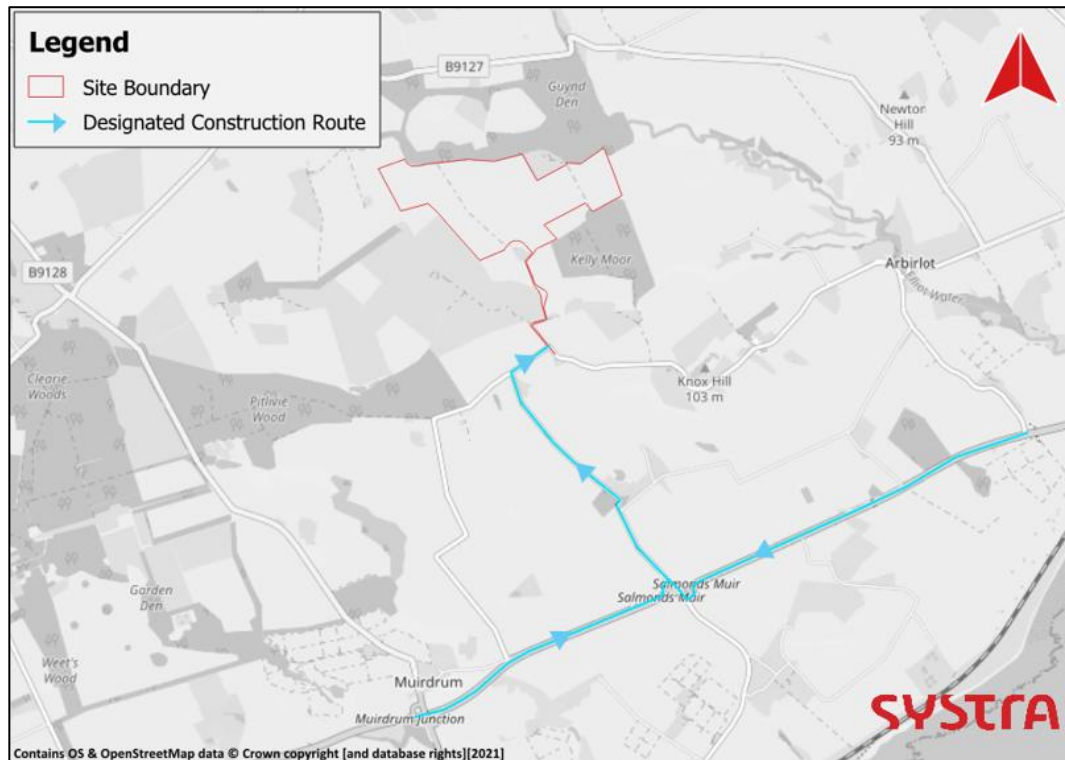 Legend
Site Boundary
Designated Construction Route
B9127
Guynd
Den
Newtor
Hill
93 m
B9128
Kelly Moor
Arbirlot
Elliot Water
Clearie
Woods
Pitlivie
Wood
Knox Hill
103 m
Salmonds Muir
Salmonds Muir
Garden
Den
Weet's
Wood
Muirdrum
Muirdrum Junction
SYSTRA
Contains OS & OpenStreetMap data © Crown copyright [and database rights][2021]